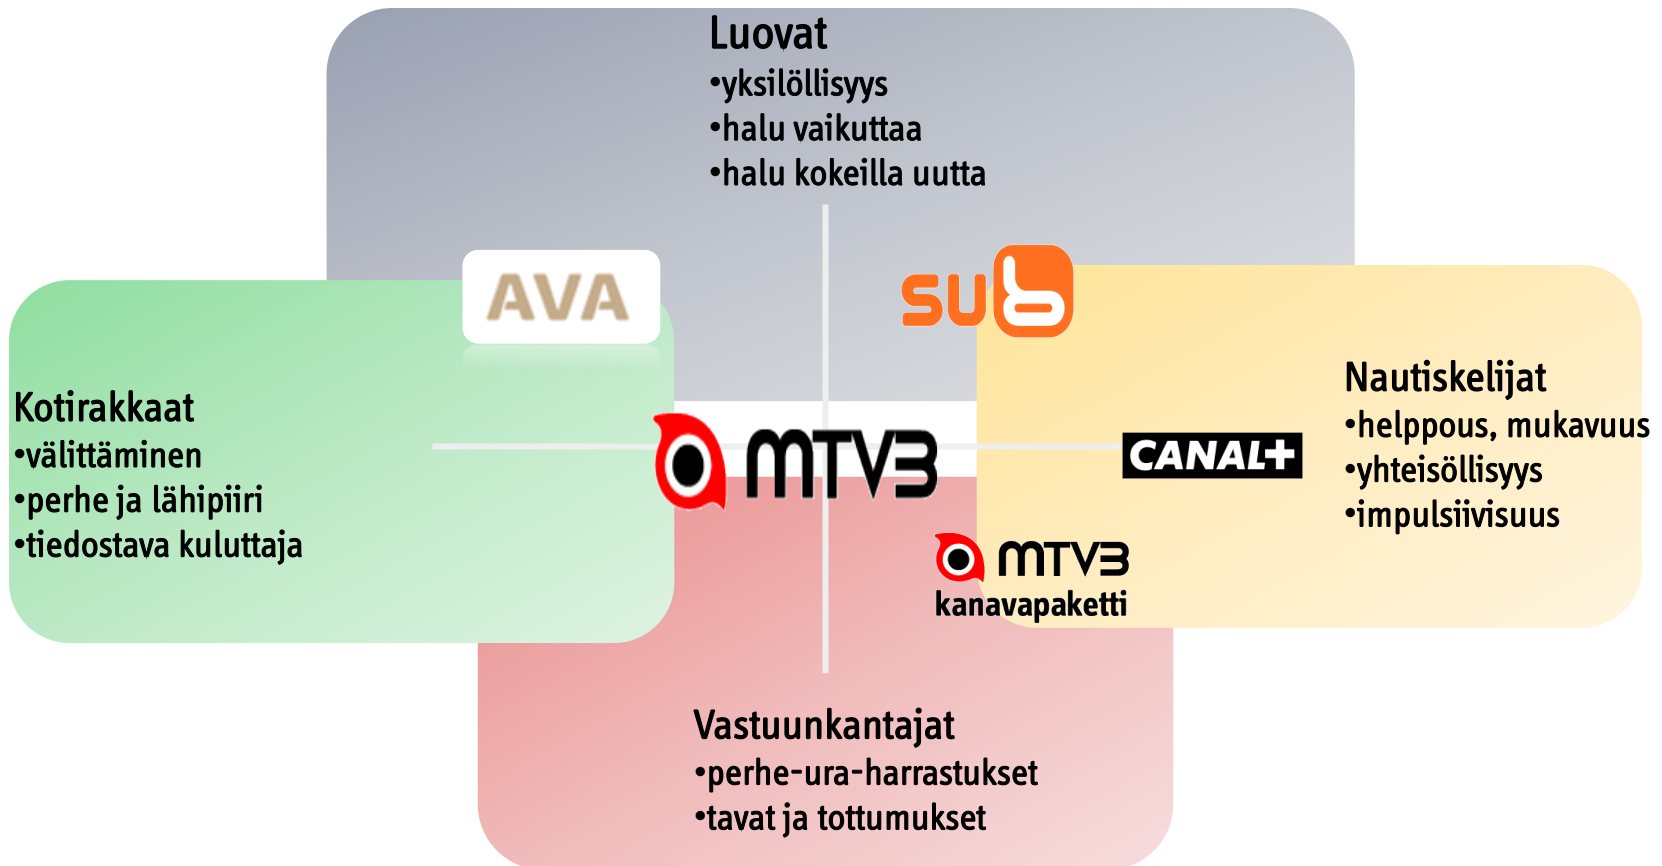 Luovat
•yksilöllisyys
•halu vaikuttaa
•halu kokeilla uutta
AVA
sub
Kotirakkaat
•välittäminen
•perhe ja lähipiiri
•tiedostava kuluttaja
MTV3
CANAL+
Nautiskelijat
•helppous, mukavuus
•yhteisöllisyys
•impulsiivisuus
MTV3
kanavapaketti
Vastuunkantajat
•perhe-ura-harrastukset
•tavat ja tottumukset